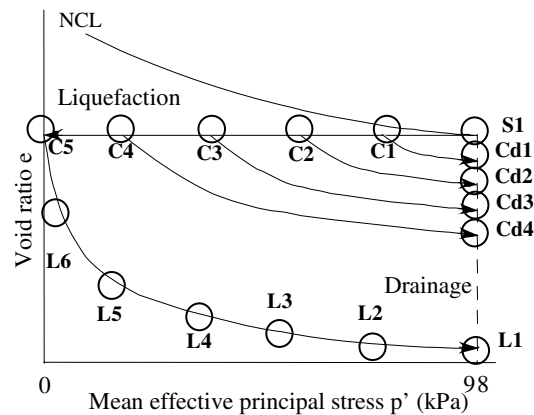 NCL
Liquefaction
S1
C5
C4
C3
C2
C1
Cd1
Cd2
Cd3
Cd4
Void ratio e
L6
Drainage
L5
L4
L3
L2
L1
0
98
Mean effective principal stress p' (kPa)